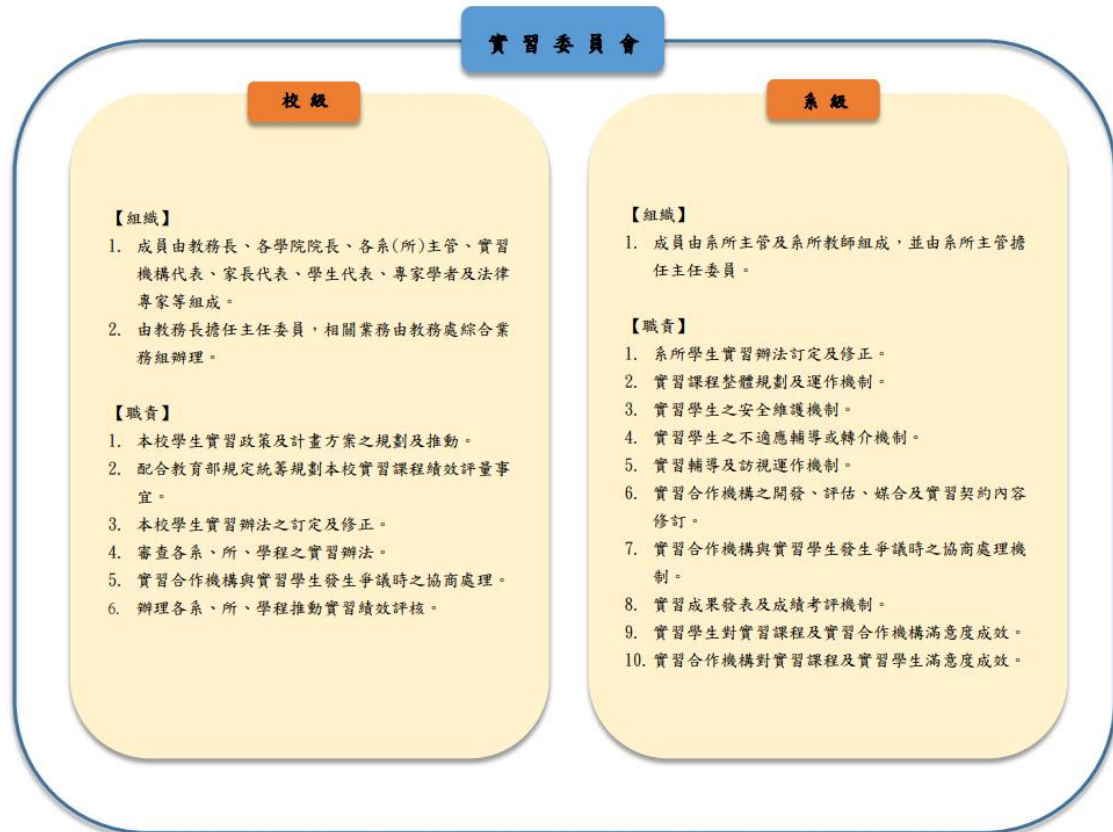 實習委員會
校級
【組織】
1. 成員由教務長、各學院院長、各系(所)主管、實習
機構代表、家長代表、學生代表、專家學者及法律
專家等組成。
2. 由教務長擔任主任委員，相關業務由教務處綜合業
務組辦理。
【職責】
1. 本校學生實習政策及計畫方案之規劃及推動。
2. 配合教育部規定統籌規劃本校實習課程績效評量事
宜。
3. 本校學生實習辦法之訂定及修正。
4. 審查各系、所、學程之實習辦法。
5. 實習合作機構與實習學生發生爭議時之協商處理。
6. 辦理各系、所、學程推動實習績效評核。
系級
【組織】
1. 成員由系所主管及系所教師組成，並由系所主管擔
任主任委員。
【職責】
1. 系所學生實習辦法訂定及修正。
2. 實習課程整體規劃及運作機制。
3. 實習學生之安全維護機制。
4. 實習學生之不適應輔導或轉介機制。
5. 實習輔導及訪視運作機制。
6. 實習合作機構之開發、評估、媒合及實習契約內容
修訂。
7. 實習合作機構與實習學生發生爭議時之協商處理機
制。
8. 實習成果發表及成績考評機制。
9. 實習學生對實習課程及實習合作機構滿意度成效。
10. 實習合作機構對實習課程及實習學生滿意度成效。